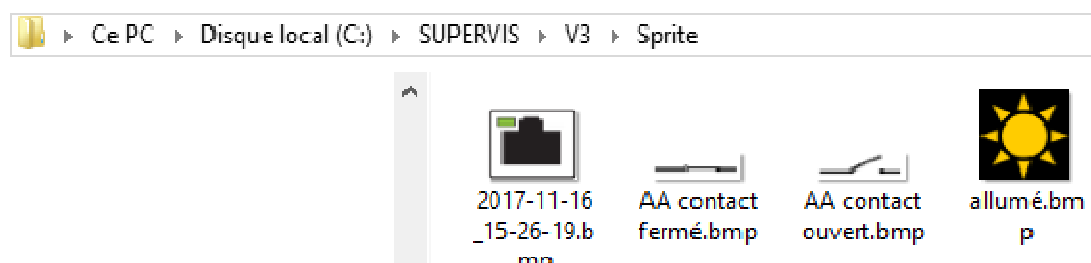 Ce PC ▸ Disque local (C:) ▸ SUPERVIS ▸ V3 ▸ Sprite
2017-11-16
_15-26-19.b
mp
AA contact
fermé.bmp
AA contact
ouvert.bmp
allumé.bm
p